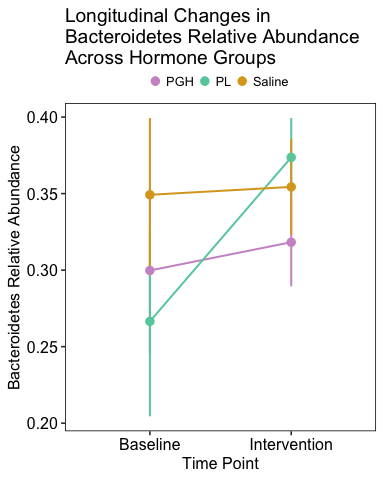 Longitudinal Changes in
Bacteroidetes Relative Abundance
Across Hormone Groups
PGH PL Saline
Bacteroidetes Relative Abundance
0.40
0.35
0.30
0.25
0.20
Baseline Intervention
Time Point